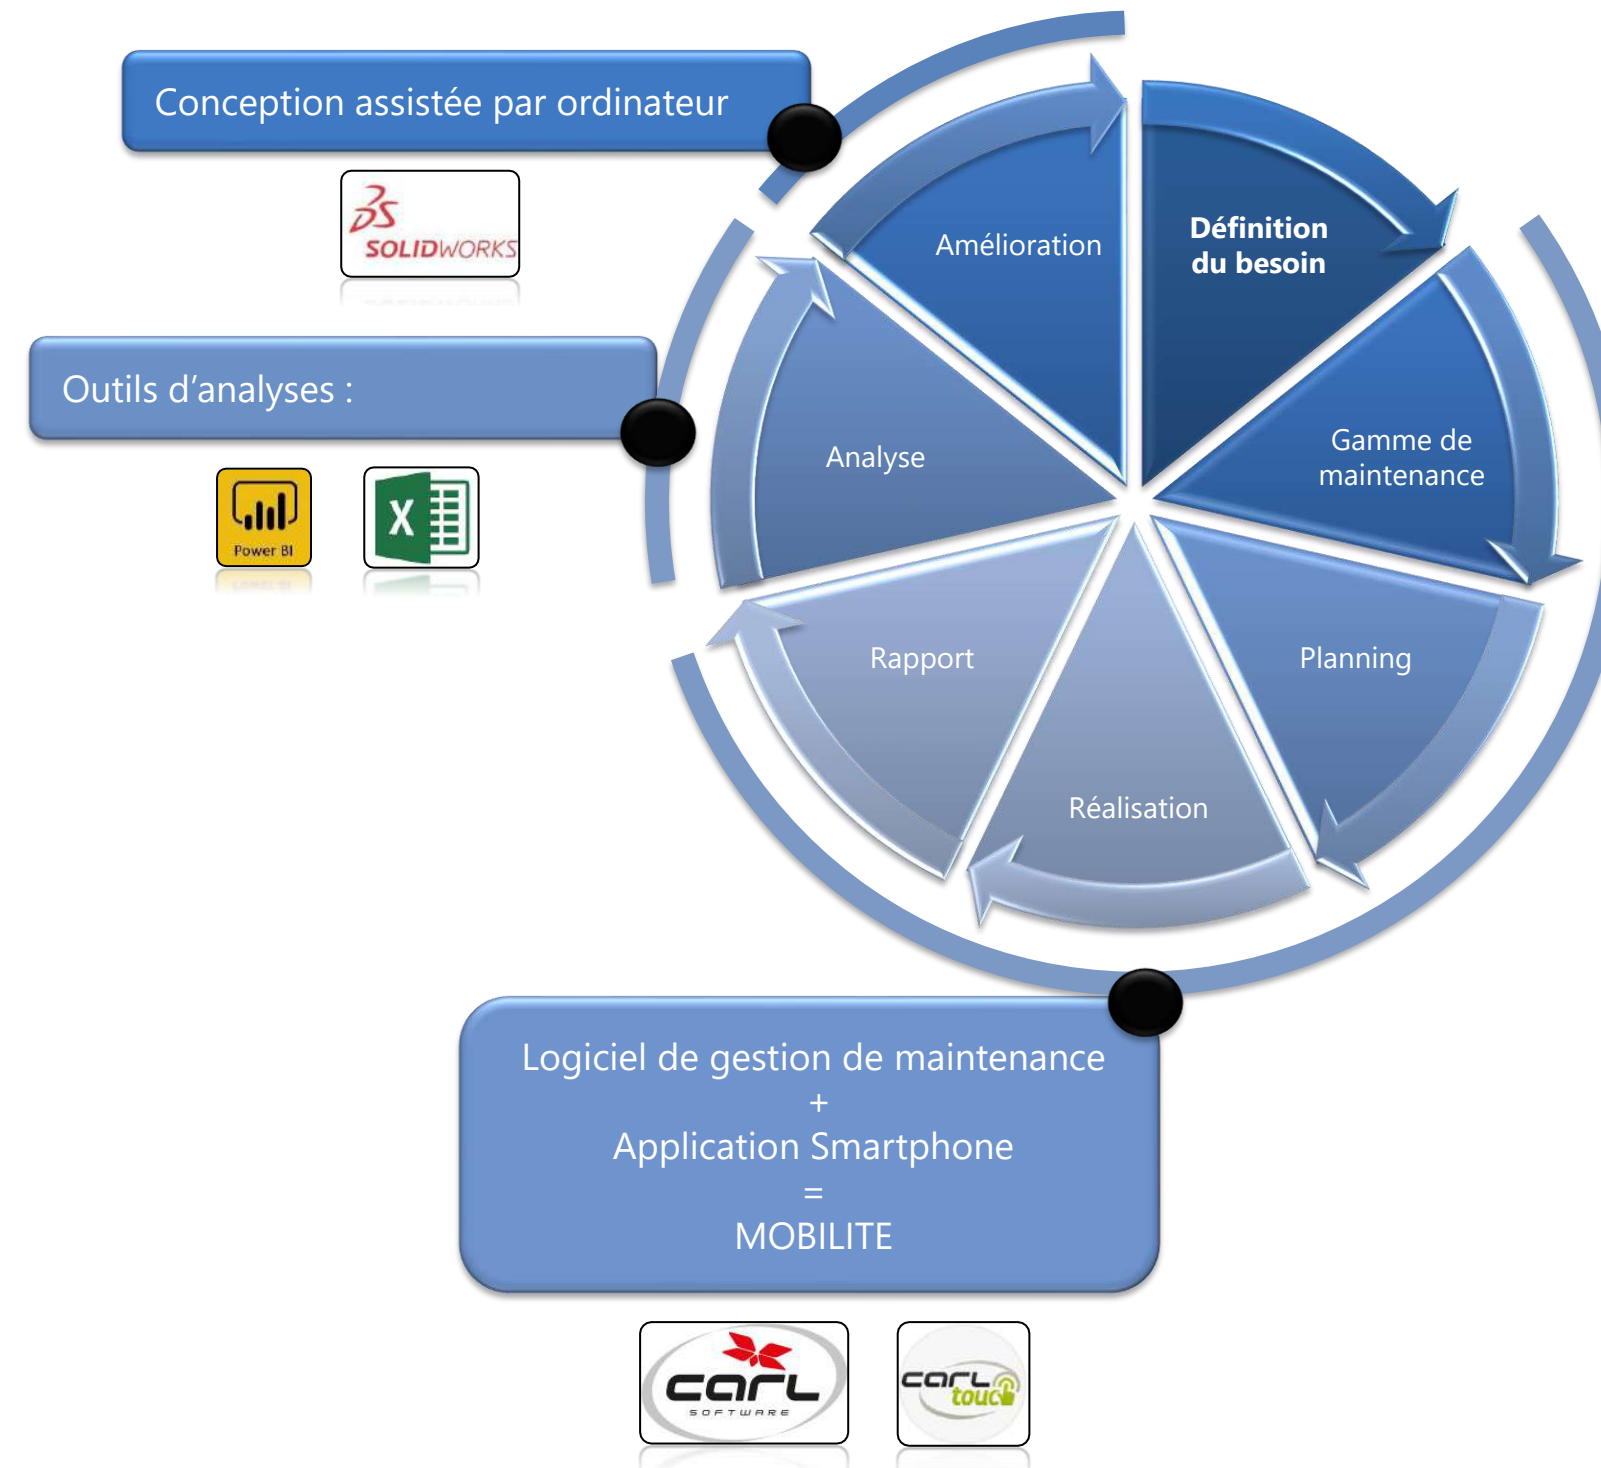 Conception assistée par ordinateur
DS
SOLIDWORKS
Outils d’analyses :
Power BI
X
Amélioration
Définition
du besoin
Gamme de
maintenance
Planning
Réalisation
Rapport
Analyse
Logiciel de gestion de maintenance
+
Application Smartphone
=
MOBILITE
carl
SOFTWARE
carl
touch